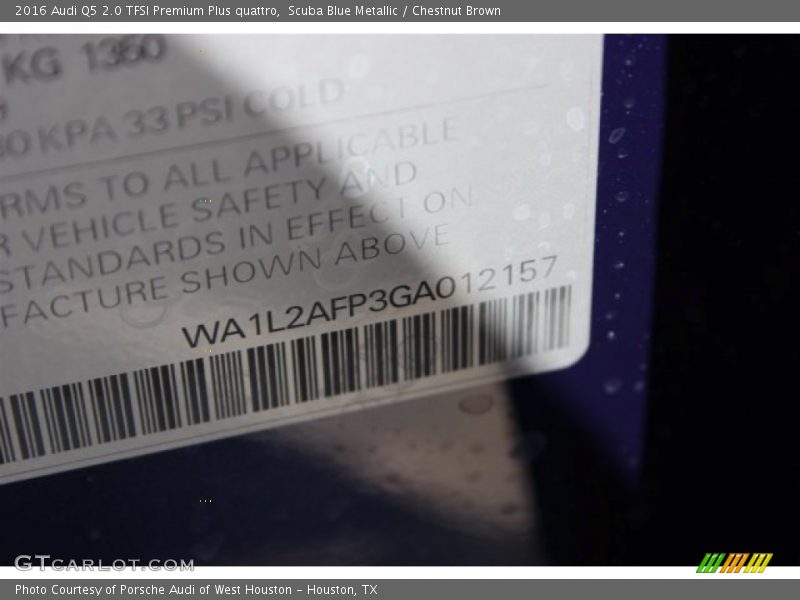 2016 Audi Q5 2.0 TFSI Premium Plus quattro, Scuba Blue Metallic / Chestnut Brown
KG 1350
KPA 33 PSI COLD
TO ALL APPLICABLE
VEHICLE SAFETY AND
STANDARDS IN EFFECT ON
FACTURE SHOWN ABOVE
WA1L2AFP3GA012157
GTCARLOT.COM
Photo Courtesy of Porsche Audi of West Houston - Houston, TX